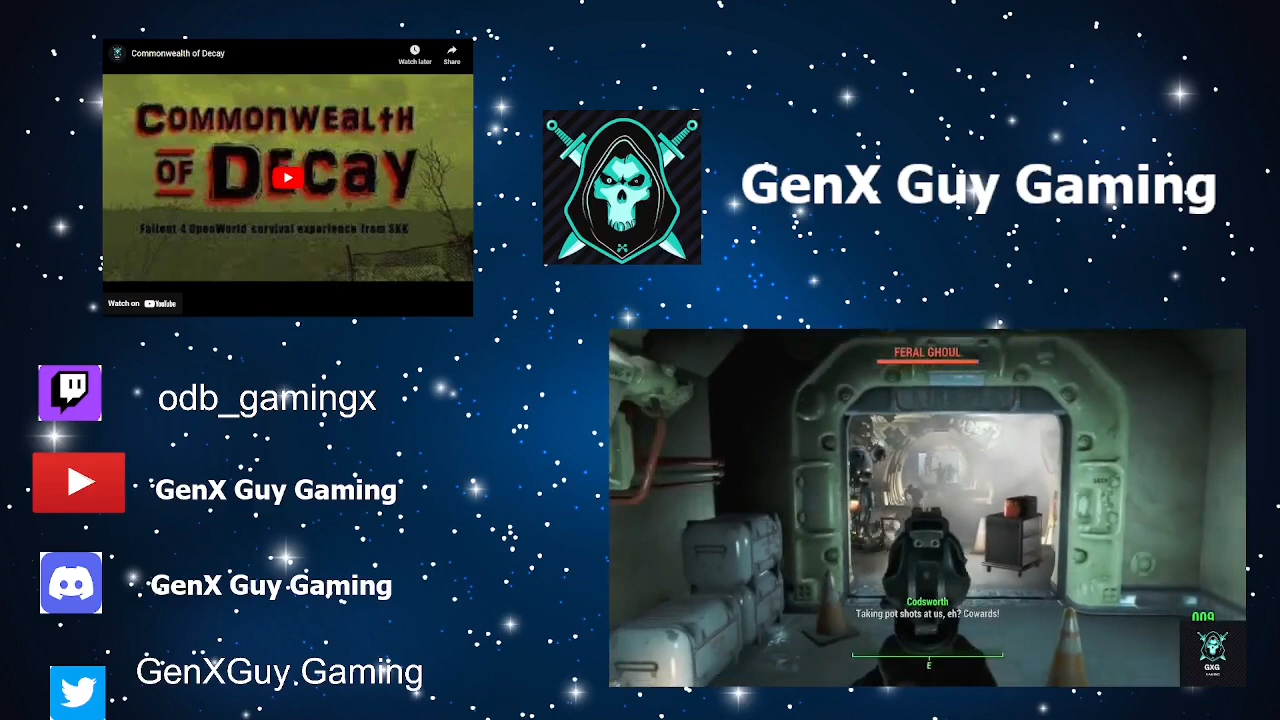 Commonwealth of Decay
Watch later
Share
COMMONWEALTH
OF DECAY
Fallout 4 OpenWorld survival experience from SKK
Watch on YouTube
GenX Guy Gaming
odb_gamingx
GenX Guy Gaming
GenX Guy Gaming
GenXGuy.Gaming
FERAL GHOUL
Codsworth
Taking pot shots at us, eh? Cowards!
E
009
GXG
GAMING